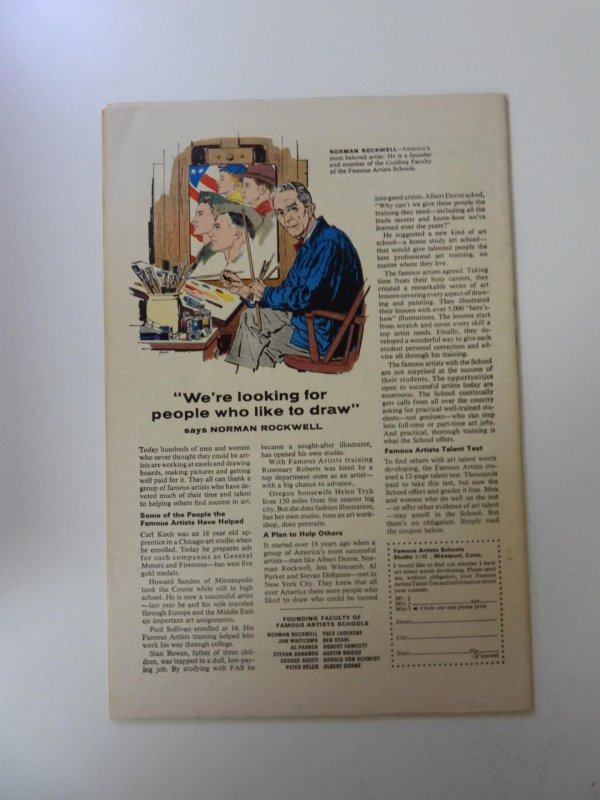 NORMAN ROCKWELL—America's
most beloved artist. He is a founder
and member of the Guiding Faculty
of the Famous Artists Schools.
"We're looking for
people who like to draw"
says NORMAN ROCKWELL
Today hundreds of men and women
who never thought they could be art-
ists are working at easels and drawing
boards, making pictures and getting
well paid for it. They all can thank a
group of famous artists who have de-
voted much of their time and talent
to helping others find success in art.
Some of the People the
Famous Artists Have Helped
Carl Koch was an 18 year old ap-
prentice in a Chicago art studio when
he enrolled. Today he prepares ads
for such companies as General
Motors and Firestone—has won five
gold medals.
Howard Sanden of Minneapolis
took the Course while still in high
school. He is now a successful artist
—last year he and his wife traveled
through Europe and the Middle East
on important art assignments.
Paul Sullivan enrolled at 14. His
Famous Artists training helped him
work his way through college.
Stan Bowen, father of three chil-
dren, was trapped in a dull, low-pay-
ing job. By studying with FAS he
became a sought-after illustrator,
has opened his own studio.
With Famous Artists training
Rosemary Roberts was hired by a
top department store as an artist—
with a big chance to advance.
Oregon housewife Helen Tryk
lives 150 miles from the nearest big
city. But she does fashion illustration,
has her own studio, runs an art work-
shop, does portraits.
A Plan to Help Others
It started over 16 years ago when a
group of America's most successful
artists—men like Albert Dorne, Nor-
man Rockwell, Jon Whitcomb, Al
Parker and Stevan Dohanos—met in
New York City. They knew that all
over America there were people who
liked to draw who could be turned
FOUNDING FACULTY OF
FAMOUS ARTISTS SCHOOLS
NORMAN ROCKWELL FRED LUDEKENS
JON WHITCOMB BEN STAHL
AL PARKER ROBERT FAWCETT
STEVAN DOHANOS AUSTIN BRIGGS
GEORGE GIUSTI HAROLD VON SCHMIDT
PETER HELCK ALBERT DORNE
into good artists. Albert Dorne asked,
"Why can't we give these people the
training they need—including all the
trade secrets and know-how we've
learned over the years?"
He suggested a new kind of art
school—a home study art school—
that would give talented people the
best professional art training, no
matter where they live.
The famous artists agreed. Taking
time from their busy careers, they
created a remarkable series of art
lessons covering every aspect of draw-
ing and painting. They illustrated
their lessons with over 5,000 "here's-
how" illustrations. The lessons start
from scratch and cover every skill a
top artist needs. Finally, they de-
veloped a wonderful way to give each
student personal correction and ad-
vice all through his training.
The famous artists with the School
are not surprised at the success of
their students. The opportunities
open to successful artists today are
enormous. The School continually
gets calls from all over the country
asking for practical well-trained stu-
dents—not geniuses—who can step
into full-time or part-time art jobs.
And practical, thorough training is
what the School offers.
Famous Artists Talent Test
To find others with art talent worth
developing, the Famous Artists cre-
ated a 12-page talent test. Thousands
paid to take this test, but now the
School offers and grades it free. Men
and women who do well on the test
—or offer other evidence of art talent
—may enroll in the School. But
there's no obligation. Simply mail
the coupon below.
Famous Artists Schools
Studio , Westport, Conn.
I would like to find out whether I have
art talent worth developing. Please send
me, without obligation, your Famous
Artists Talent Test and information about
your courses.
Mr.
Mrs. Age
Miss Circle one and please print
Street
City
State Zip